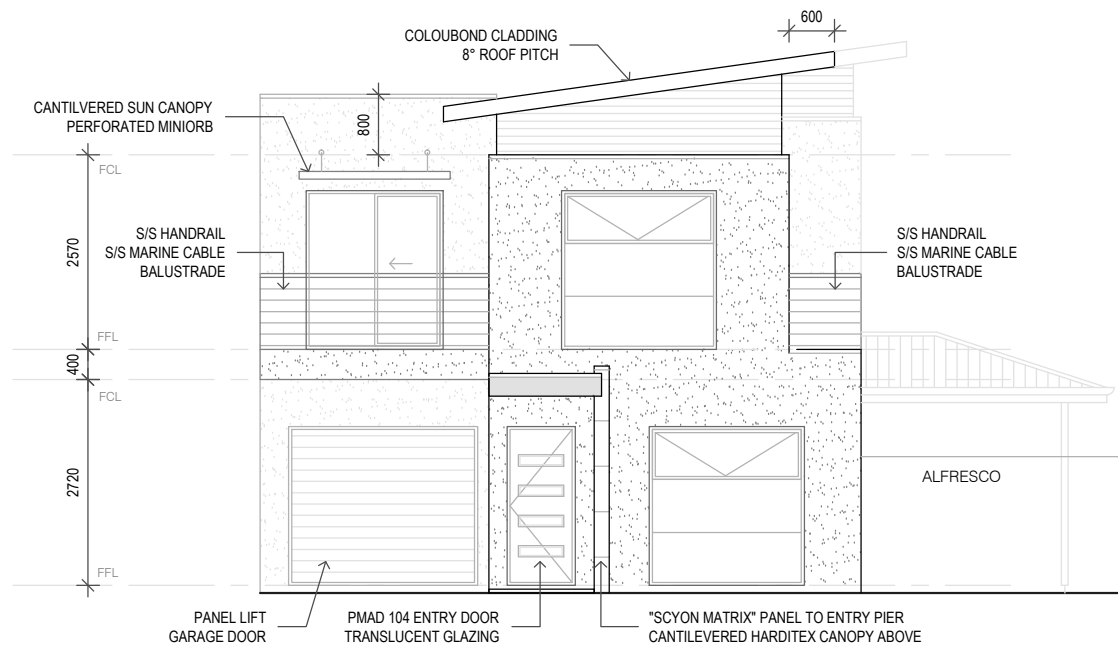 600
COLOUBOND CLADDING
8° ROOF PITCH
CANTILVERED SUN CANOPY
PERFORATED MINIORB
800
FCL
2570
S/S HANDRAIL
S/S MARINE CABLE
BALUSTRADE
S/S HANDRAIL
S/S MARINE CABLE
BALUSTRADE
FFL
400
FCL
2720
ALFRESCO
FFL
PANEL LIFT
GARAGE DOOR
PMAD 104 ENTRY DOOR
TRANSLUCENT GLAZING
"SCYON MATRIX" PANEL TO ENTRY PIER
CANTILEVERED HARDITEX CANOPY ABOVE